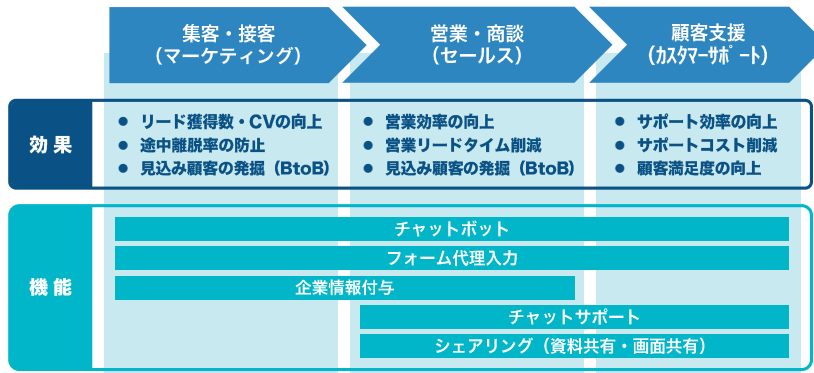 集客・接客
（マーケティング）
営業・商談
（セールス）
顧客支援
（ｶｽﾀﾏｰｻﾎﾟｰﾄ）
効果
● リード獲得数・CVの向上
● 途中離脱率の防止
● 見込み顧客の発掘（BtoB）
● 営業効率の向上
● 営業リードタイム削減
● 見込み顧客の発掘（BtoB）
● サポート効率の向上
● サポートコスト削減
● 顧客満足度の向上
機能
チャットボット
フォーム代理入力
企業情報付与
チャットサポート
シェアリング（資料共有・画面共有）